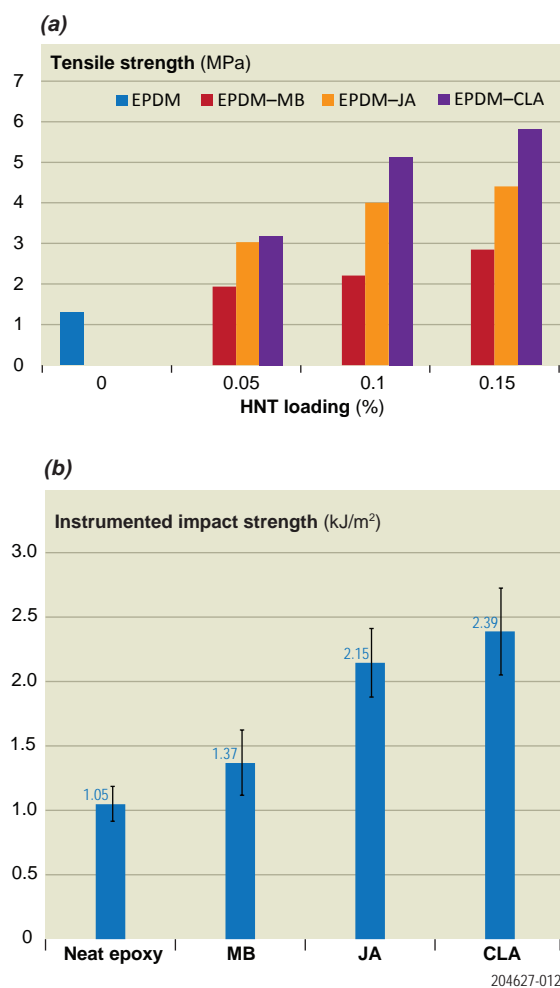 (a)
Tensile strength (MPa)
7
EPDM EPDM–MB EPDM–JA EPDM–CLA
6
5
4
3
2
1
0
0 0.05 0.1 0.15
HNT loading (%)
(b)
Instrumented impact strength (kJ/m²)
3.0
2.5
2.39
2.15
2.0
1.5
1.37
1.05
1.0
0.5
0
Neat epoxy MB JA CLA
204627-012